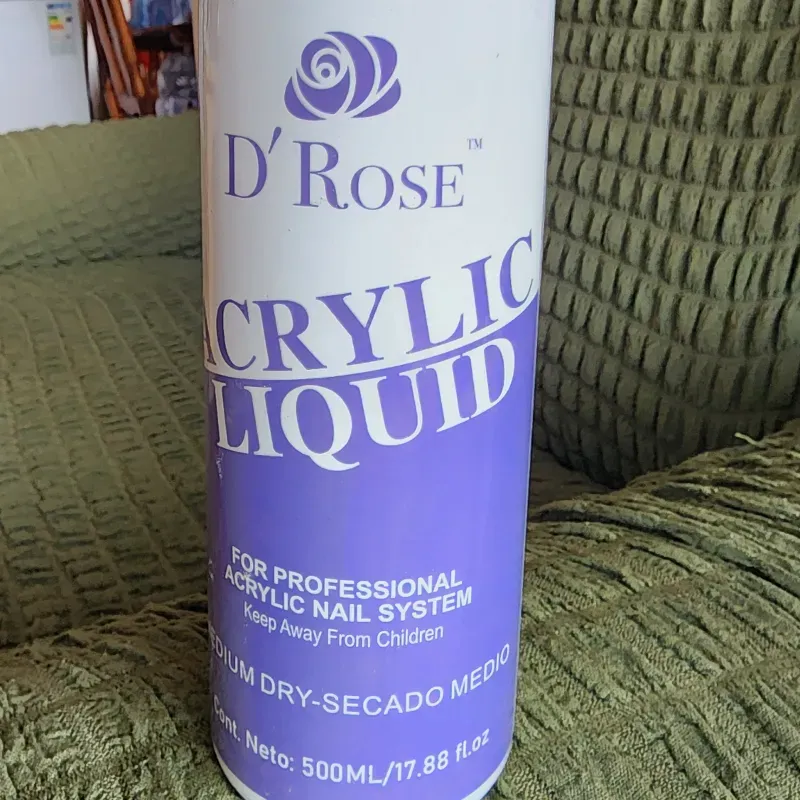 D'ROSE™
ACRYLIC
LIQUID
FOR PROFESSIONAL
ACRYLIC NAIL SYSTEM
Keep Away From Children
MEDIUM DRY-SECADO MEDIO
Cont. Neto: 500ML/17.88 fl.oz